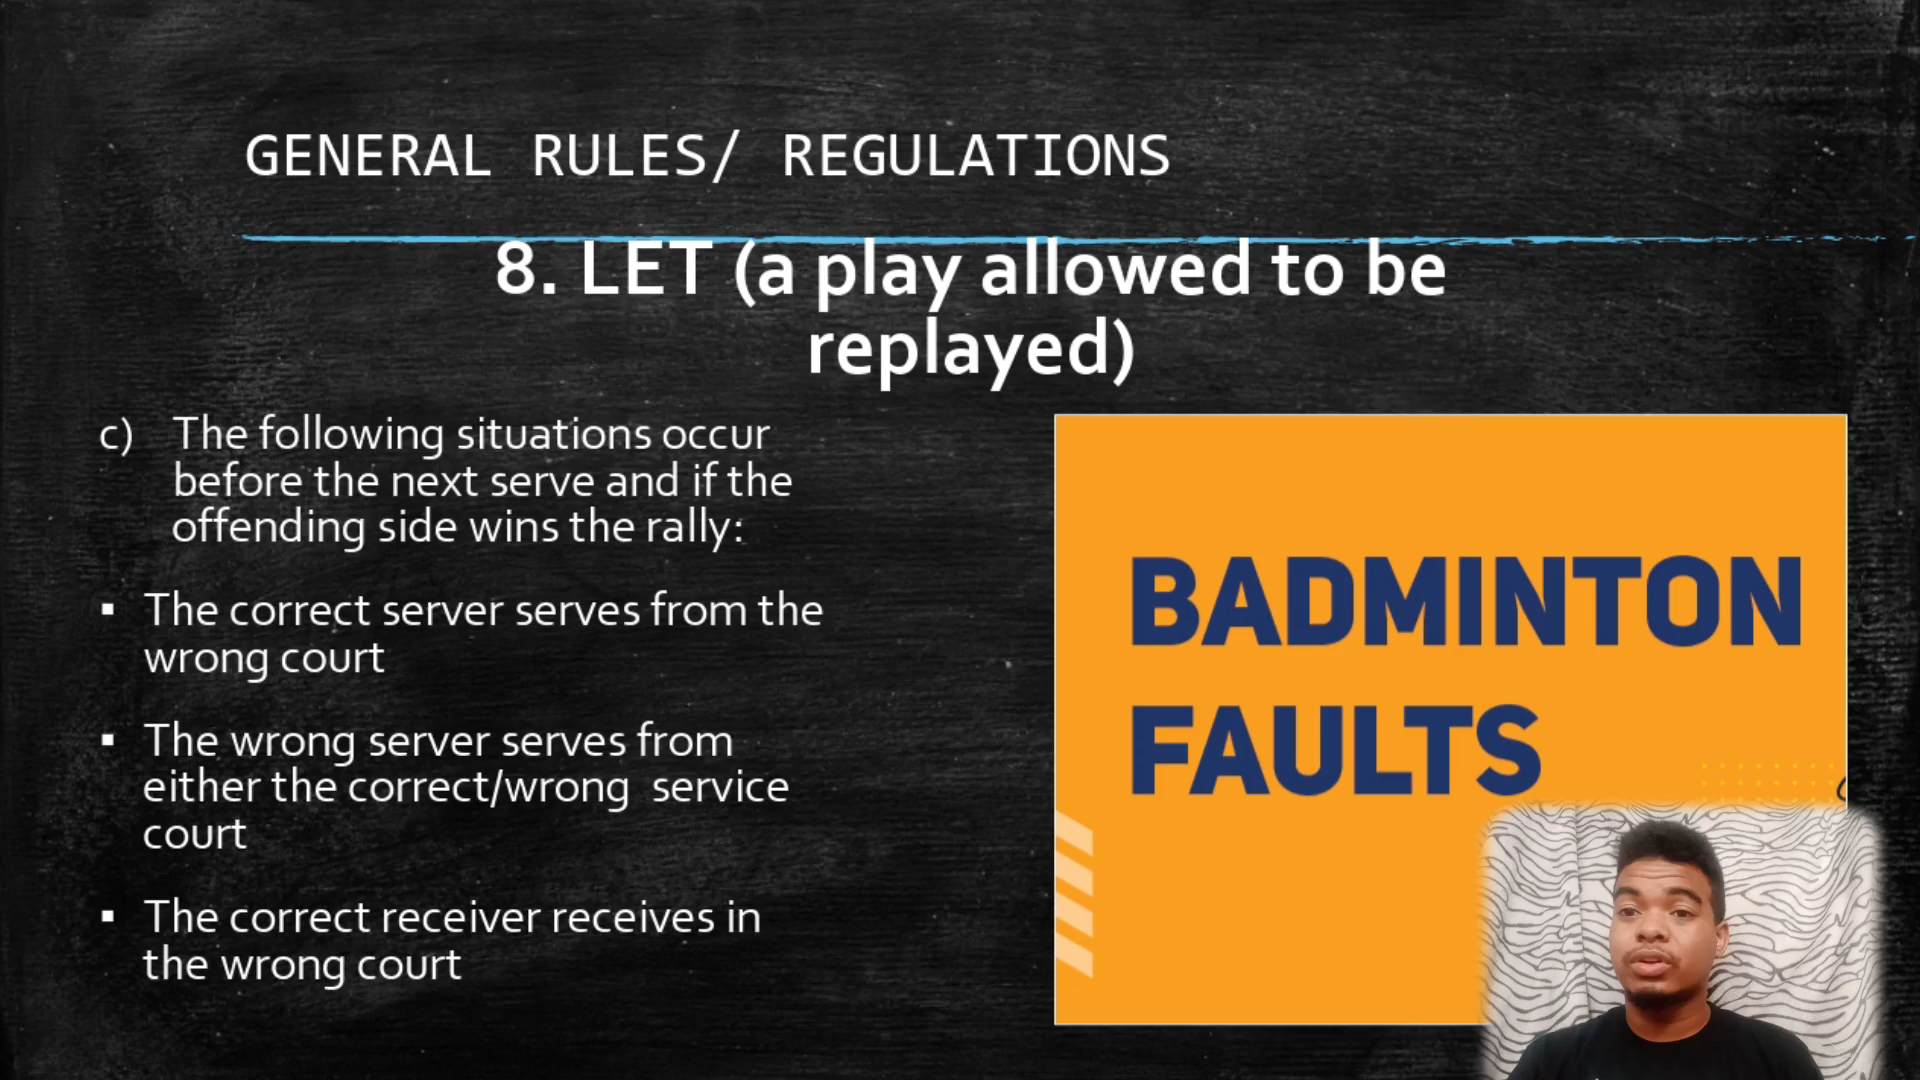 GENERAL RULES/ REGULATIONS
8. LET (a play allowed to be
replayed)
c) The following situations occur
before the next serve and if the
offending side wins the rally:
▪ The correct server serves from the
wrong court
▪ The wrong server serves from
either the correct/wrong service
court
▪ The correct receiver receives in
the wrong court
BADMINTON
FAULTS